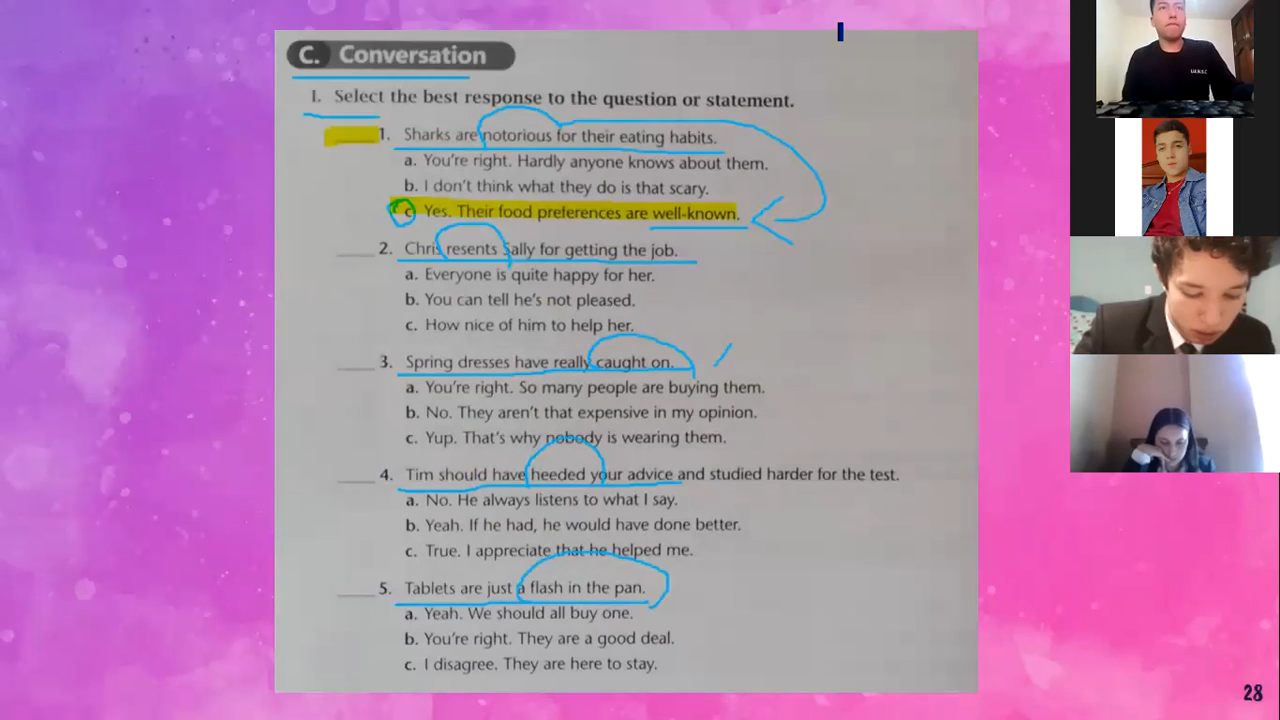 C. Conversation
I. Select the best response to the question or statement.
____ 1. Sharks are notorious for their eating habits.
a. You're right. Hardly anyone knows about them.
b. I don't think what they do is that scary.
c. Yes. Their food preferences are well-known.
____ 2. Chris resents Sally for getting the job.
a. Everyone is quite happy for her.
b. You can tell he's not pleased.
c. How nice of him to help her.
____ 3. Spring dresses have really caught on.
a. You're right. So many people are buying them.
b. No. They aren't that expensive in my opinion.
c. Yup. That's why nobody is wearing them.
____ 4. Tim should have heeded your advice and studied harder for the test.
a. No. He always listens to what I say.
b. Yeah. If he had, he would have done better.
c. True. I appreciate that he helped me.
____ 5. Tablets are just a flash in the pan.
a. Yeah. We should all buy one.
b. You're right. They are a good deal.
c. I disagree. They are here to stay.
28